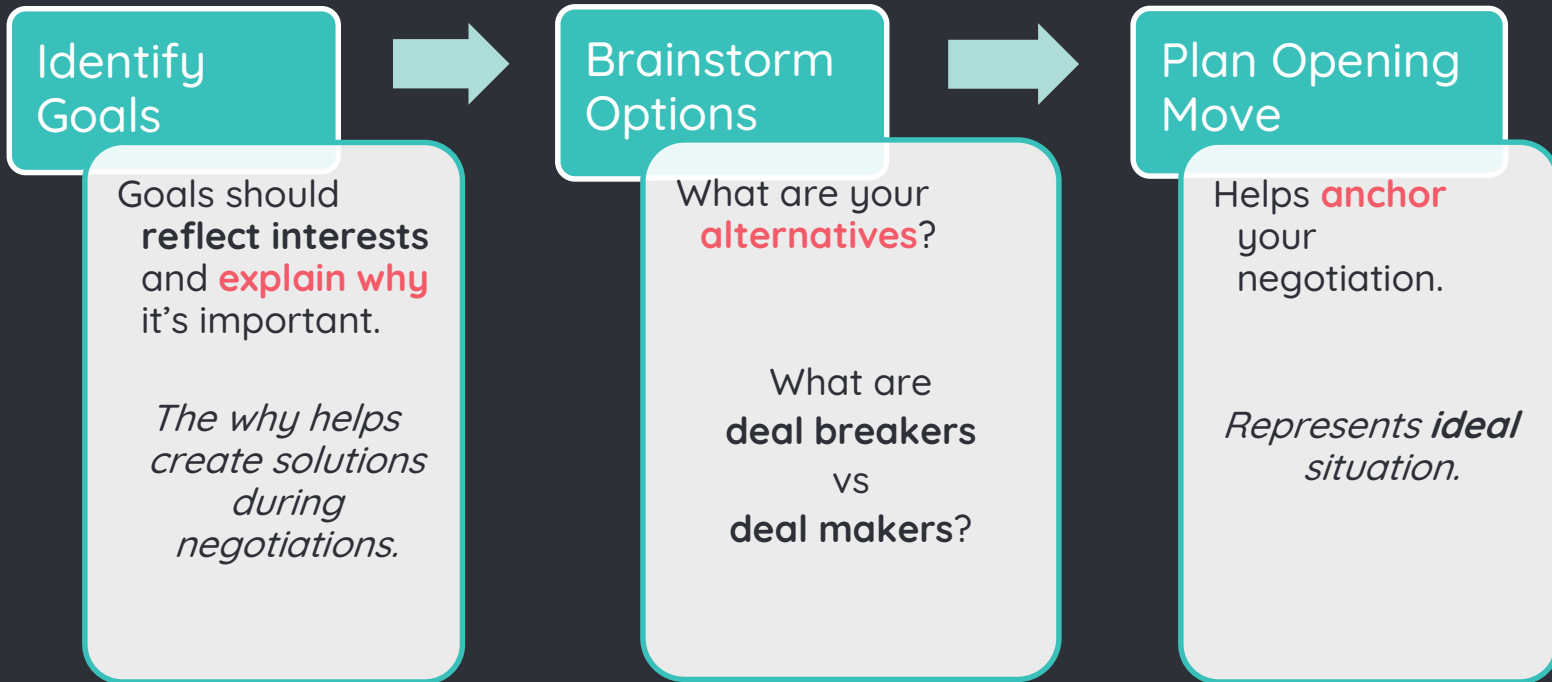 Identify
Goals
Goals should
reflect interests
and explain why
it’s important.
The why helps
create solutions
during
negotiations.
Brainstorm
Options
What are your
alternatives?
What are
deal breakers
vs
deal makers?
Plan Opening
Move
Helps anchor
your
negotiation.
Represents ideal
situation.